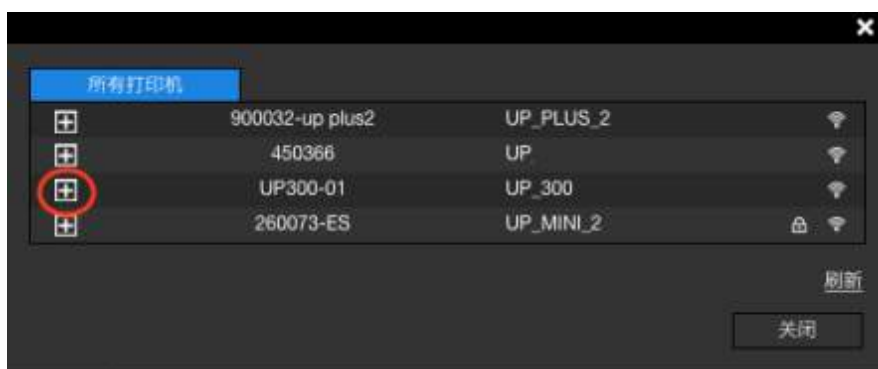 所有打印机
900032-up plus2 UP_PLUS_2
450366 UP
UP300-01 UP_300
260073-ES UP_MINI_2
刷新
关闭